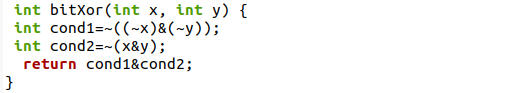 int bitXor(int x, int y) {
int cond1=~((~x)&(~y));
int cond2=~(x&y);
return cond1&cond2;
}